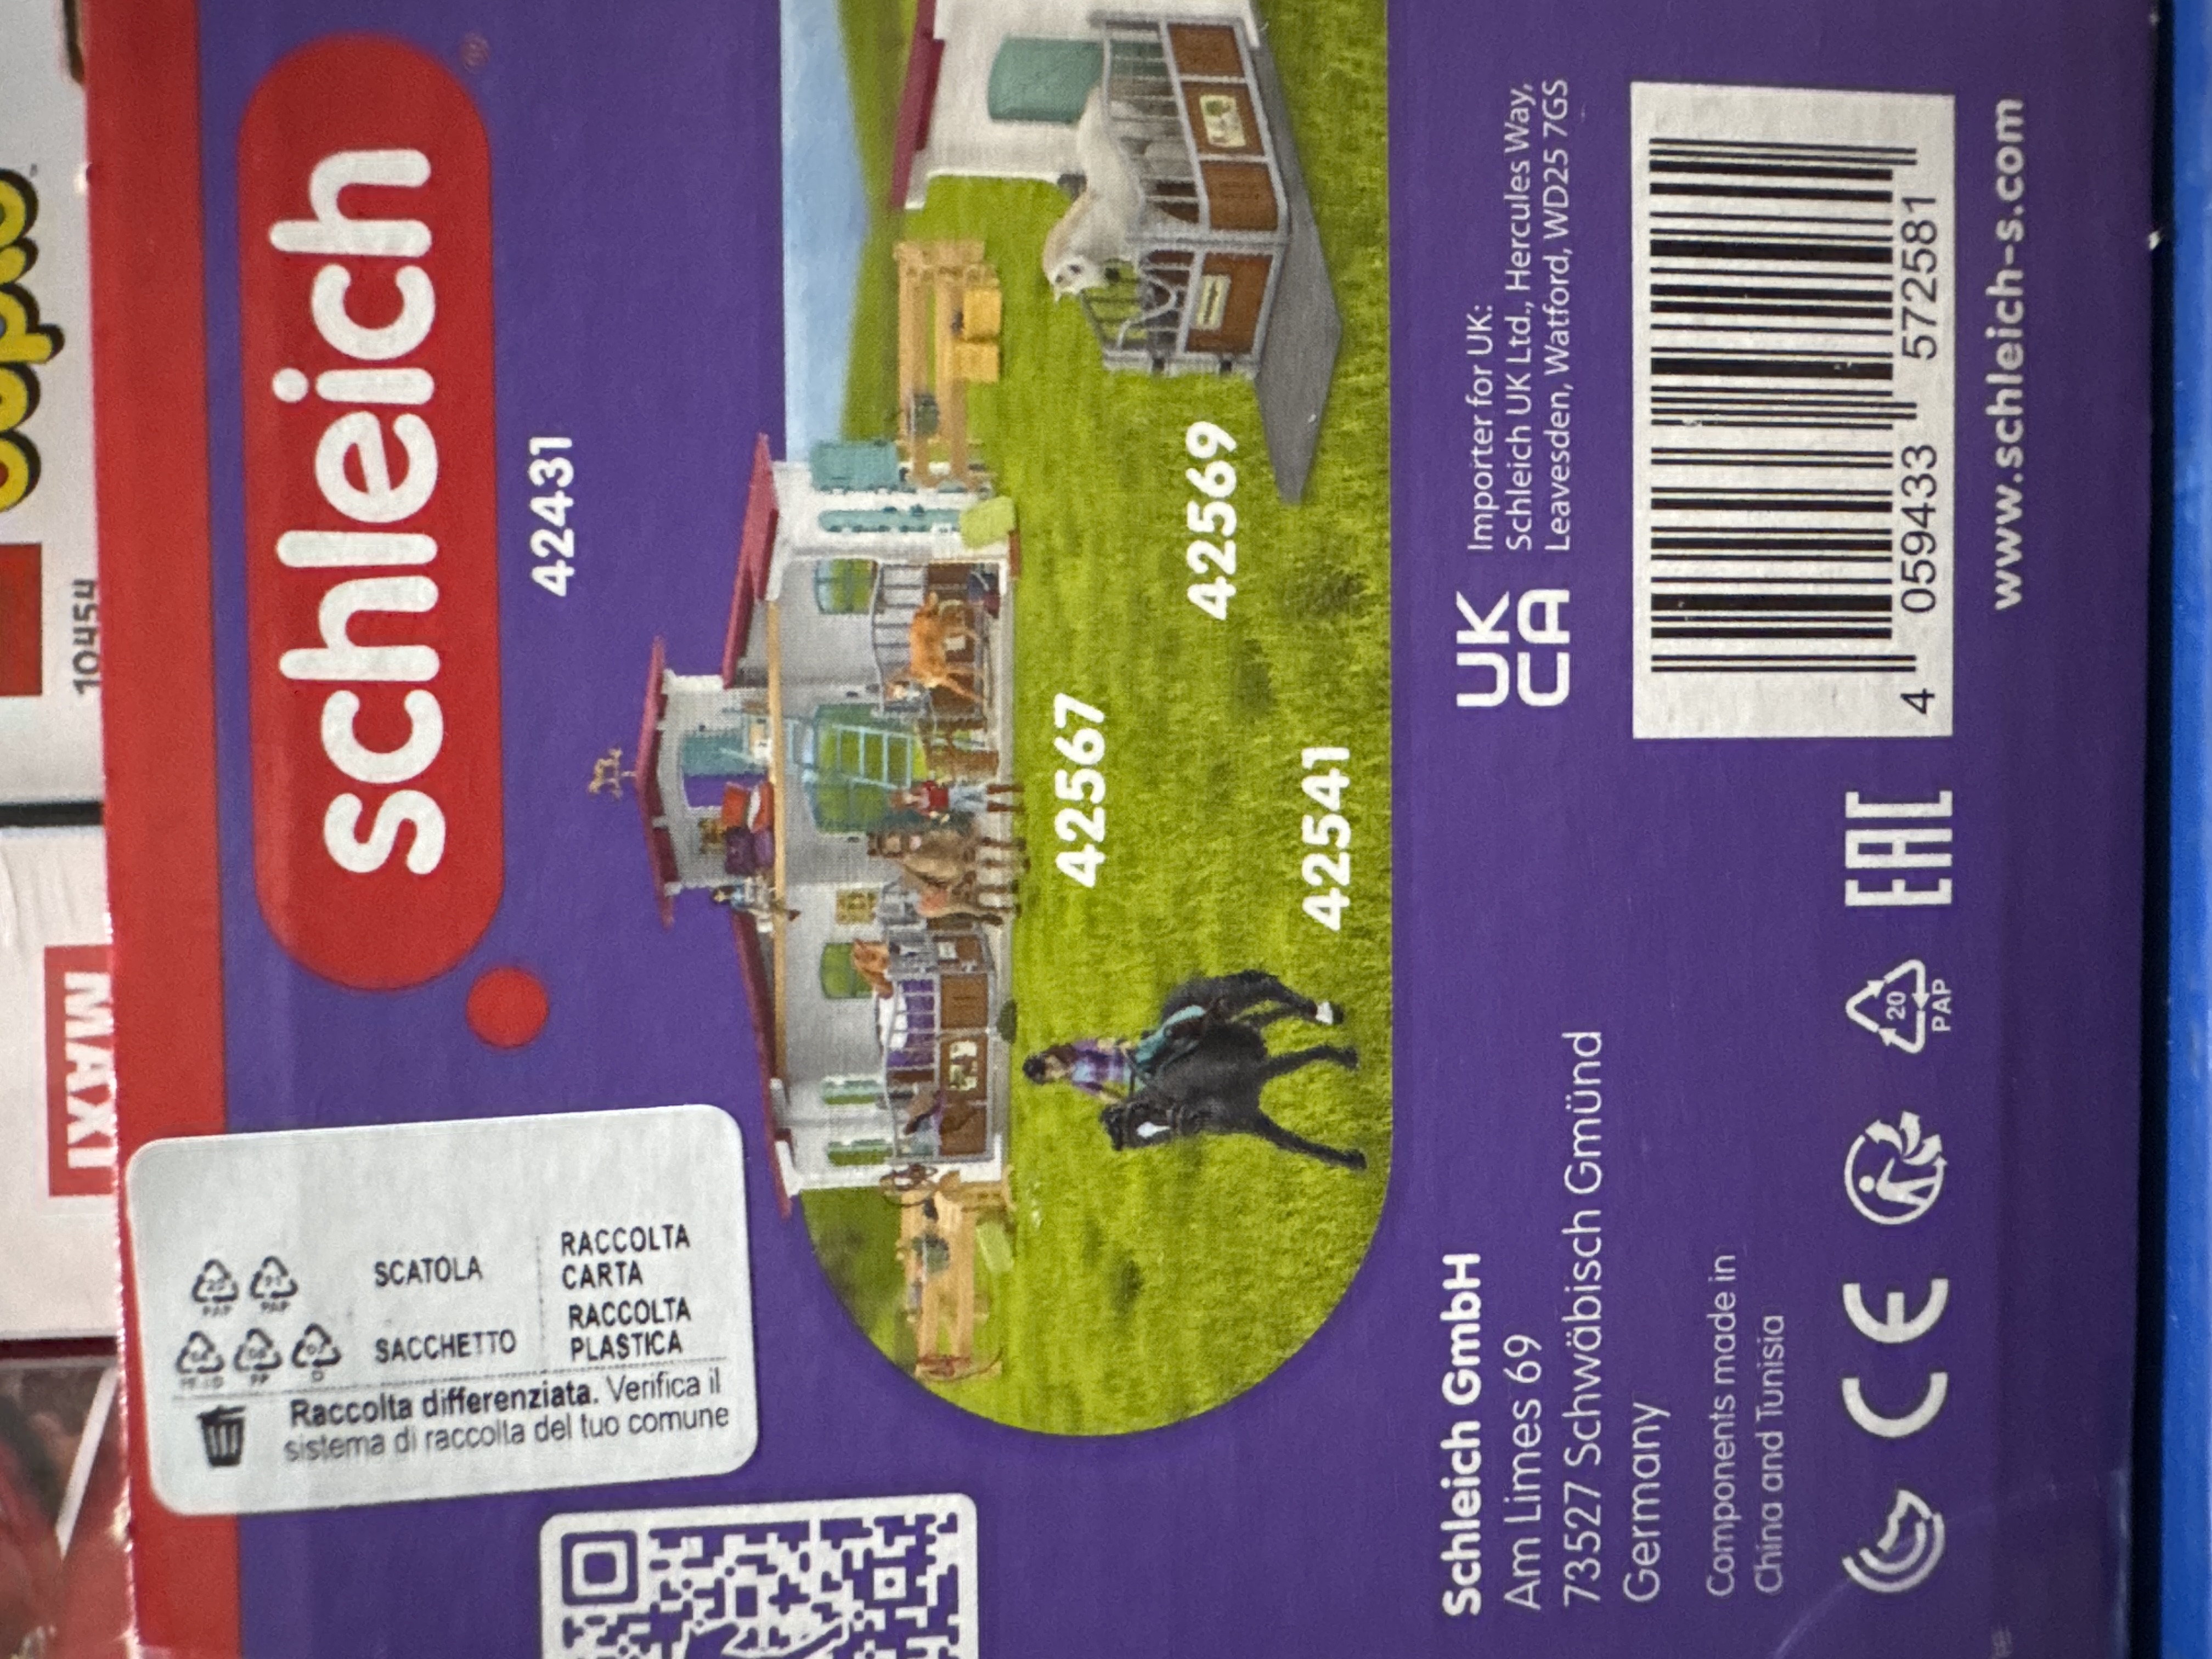 schleich
42431
42567
42569
42541
SCATOLA
RACCOLTA
CARTA
SACCHETTO
RACCOLTA
PLASTICA
Raccolta differenziata. Verifica il
sistema di raccolta del tuo comune
Schleich GmbH
Am Limes 69
73527 Schwäbisch Gmünd
Germany
Components made in
China and Tunisia
UK
CA
Importer for UK:
Schleich UK Ltd., Hercules Way,
Leavesden, Watford, WD25 7GS
CE
20
PAP
EAC
4 059433 572581
www.schleich-s.com
MAXI
10454